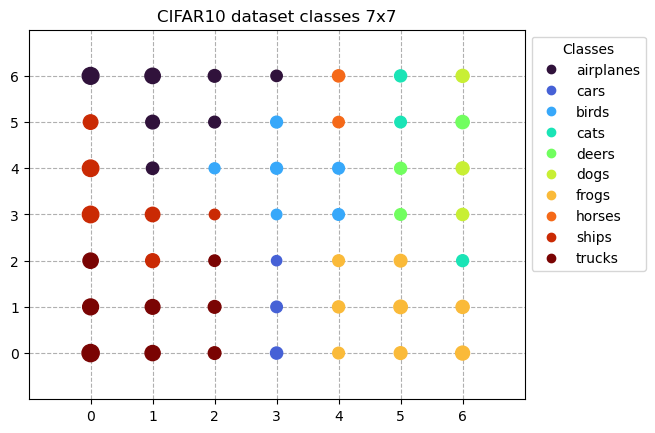 CIFAR10 dataset classes 7x7
6
5
4
3
2
1
0
0 1 2 3 4 5 6
Classes
airplanes
cars
birds
cats
deers
dogs
frogs
horses
ships
trucks